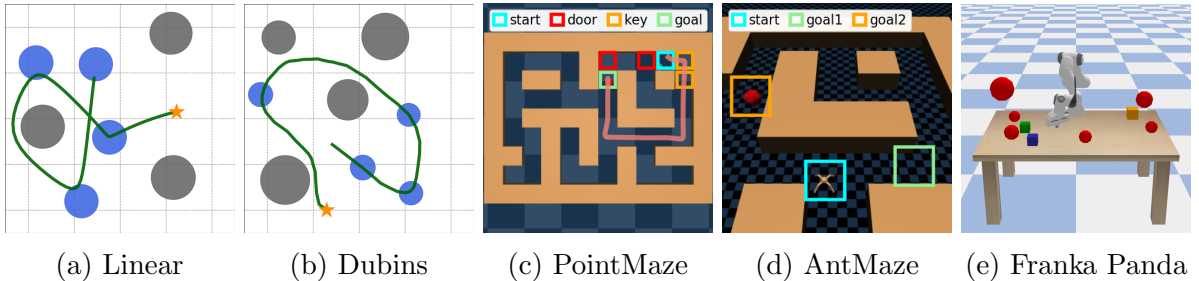 start door key goal
start goal1 goal2
(a) Linear (b) Dubins (c) PointMaze (d) AntMaze (e) Franka Panda